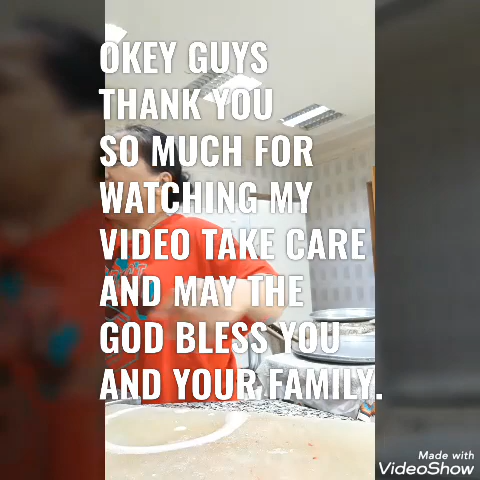 OKEY GUYS
THANK YOU
SO MUCH FOR
WATCHING MY
VIDEO TAKE CARE
AND MAY THE
GOD BLESS YOU
AND YOUR FAMILY.
Made with
VideoShow